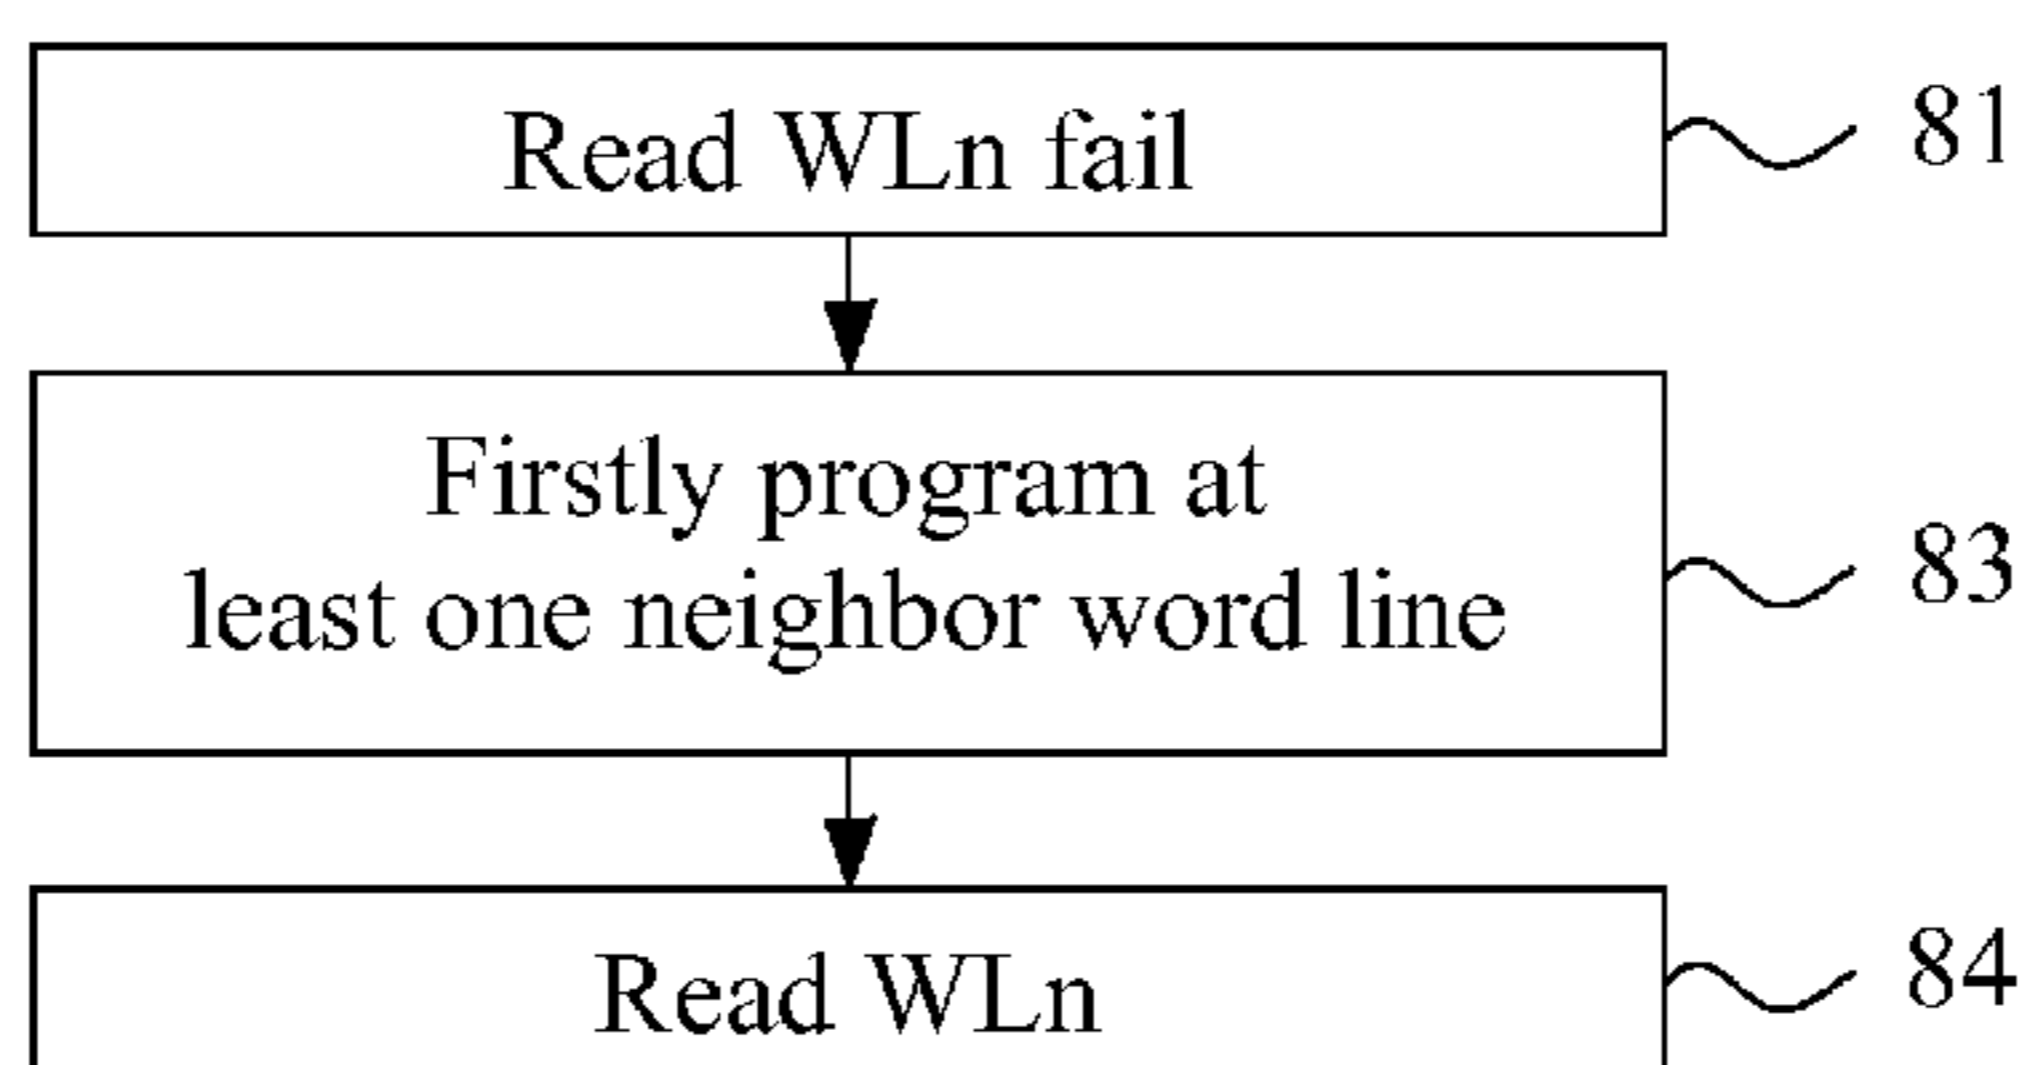 Read WLn fail
81
Firstly program at
least one neighbor word line
83
Read WLn
84